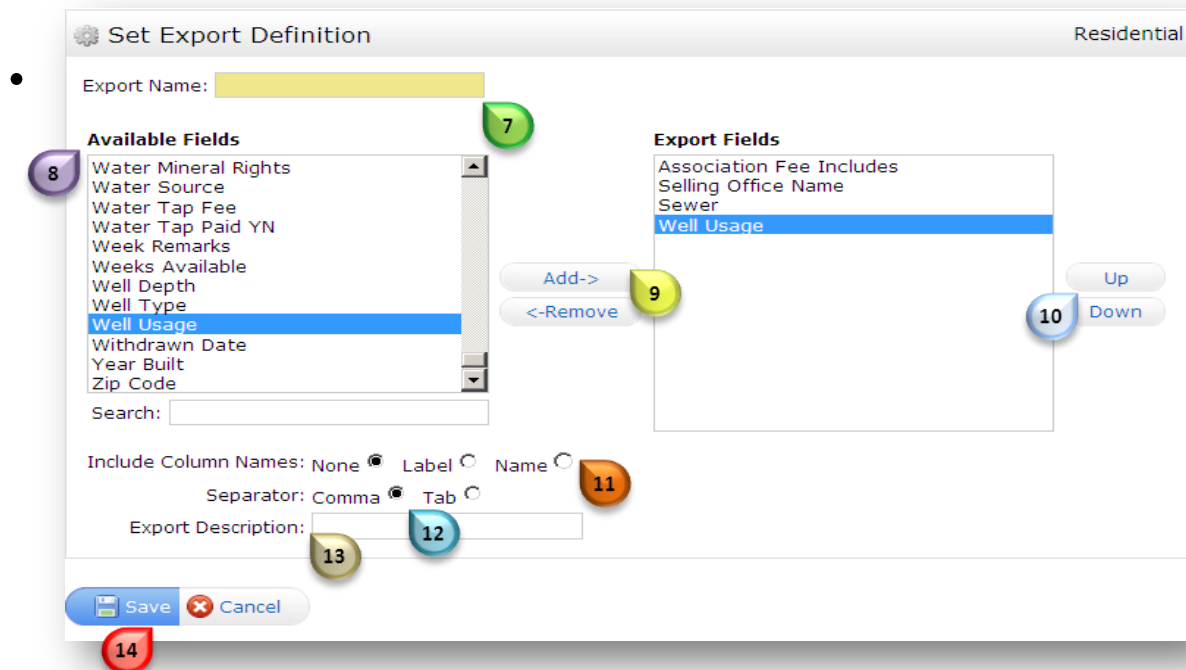 Set Export Definition Residential
Export Name:
7
Available Fields Export Fields
8
Water Mineral Rights
Water Source
Water Tap Fee
Water Tap Paid YN
Week Remarks
Weeks Available
Well Depth
Well Type
Well Usage
Withdrawn Date
Year Built
Zip Code
Association Fee Includes
Selling Office Name
Sewer
Well Usage
Add->
<-Remove
9
Up
Down
10
Search:
Include Column Names: None Label Name
11
Separator: Comma Tab
12
Export Description:
13
Save Cancel
14